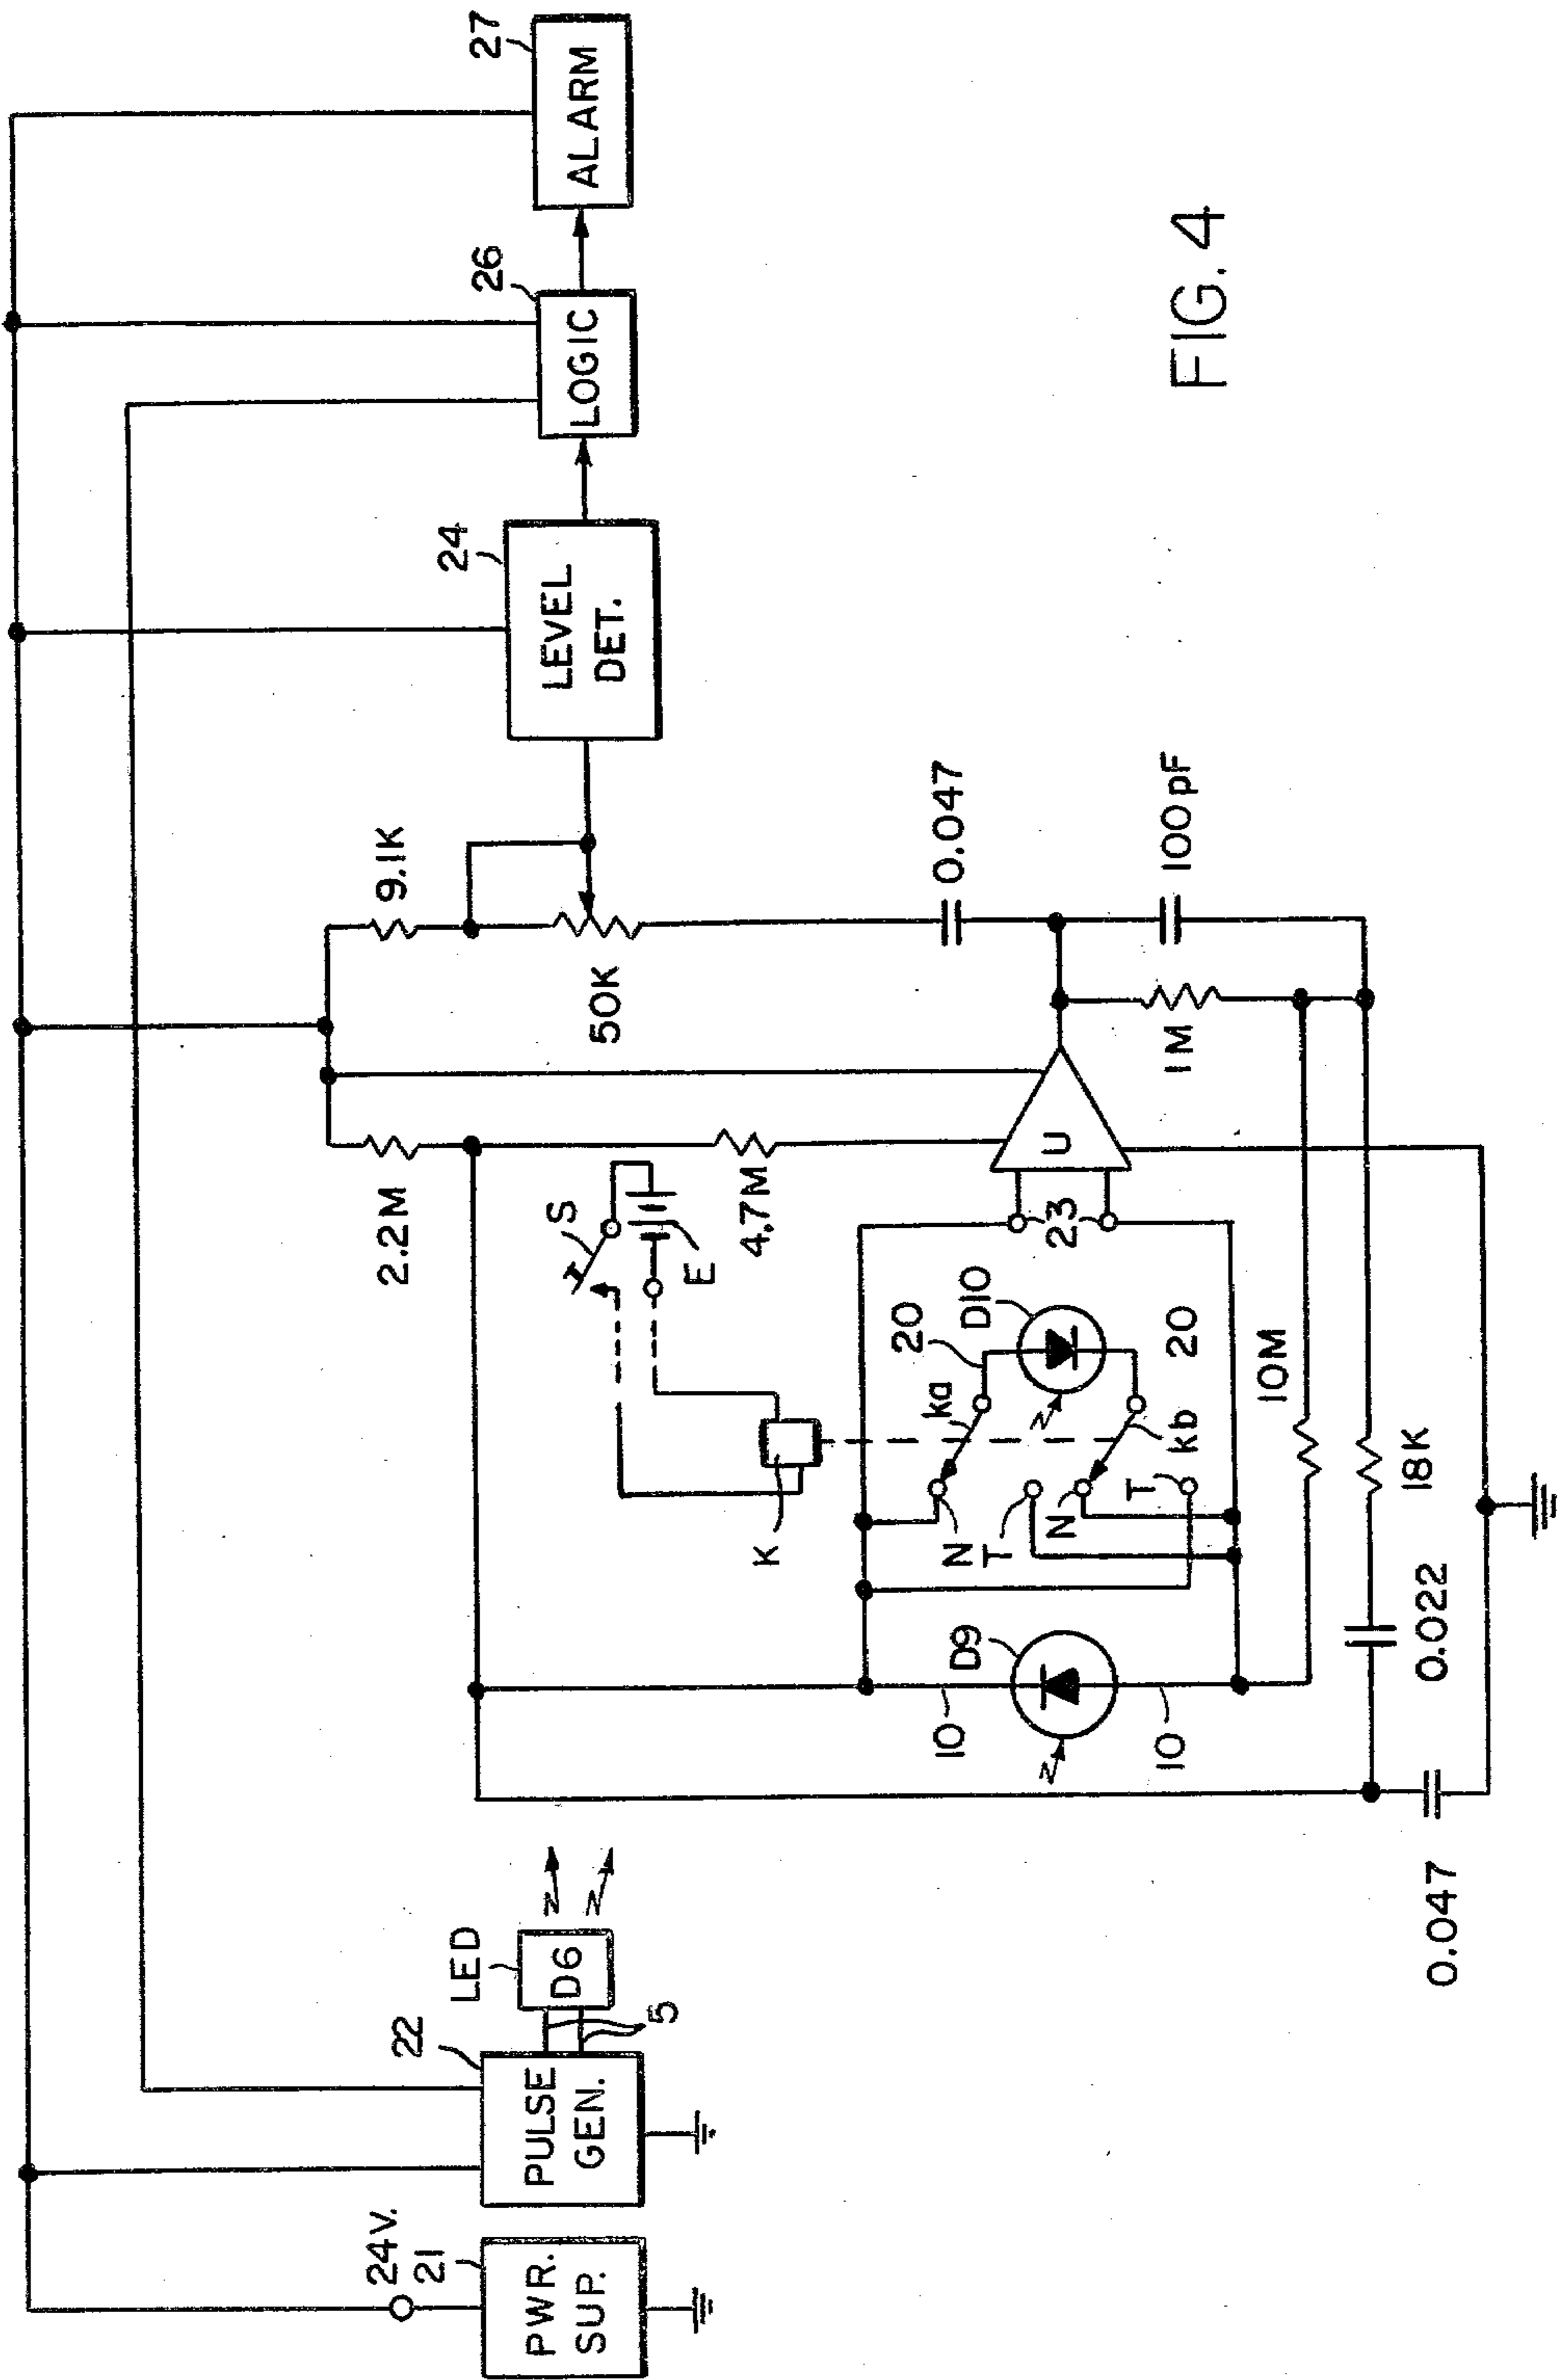 24V.
21
PWR.
SUP.
22
PULSE
GEN.
LED
D6
5
2.2M
4.7M
S
E
K
9.1K
50K
24
LEVEL
DET.
26
LOGIC
27
ALARM
10
D9
10
N
T
N
T
ka
kb
20
D10
20
23
U
1M
0.047
100pF
10M
18K
0.022
0.047
FIG. 4